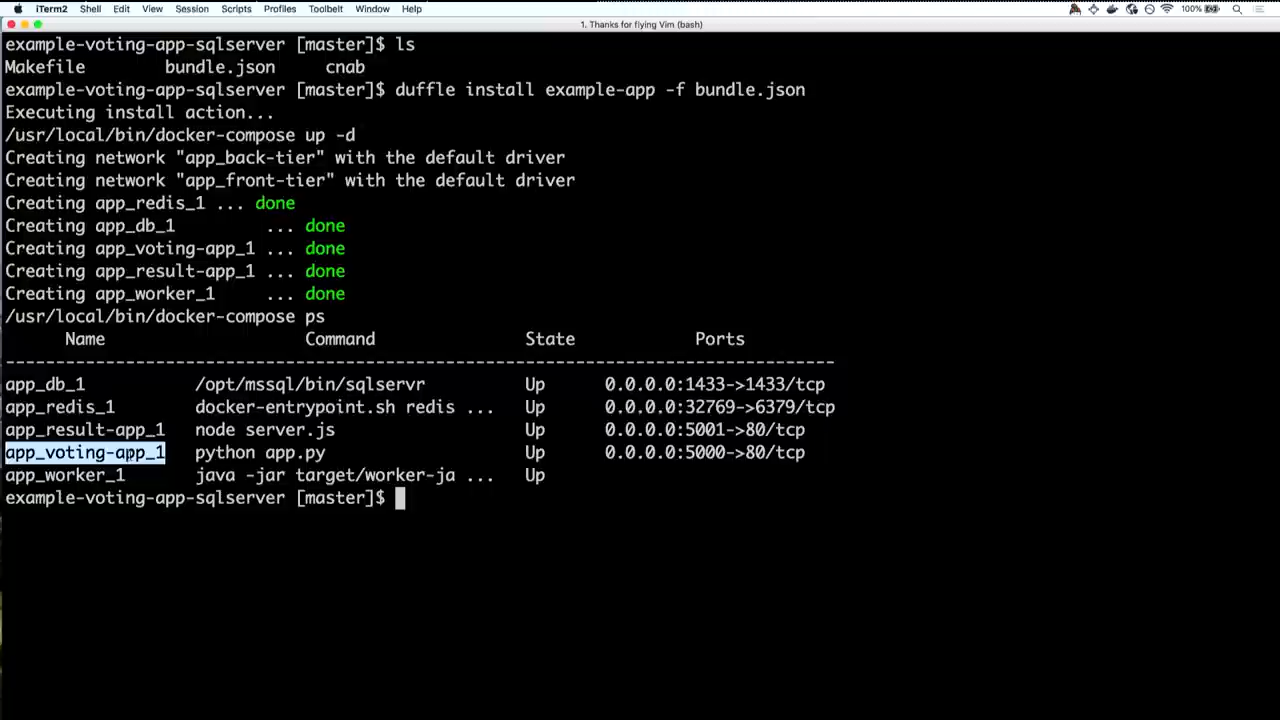 iTerm2 Shell Edit View Session Scripts Profiles Toolbelt Window Help 100%
1. Thanks for flying Vim (bash)
example-voting-app-sqlserver [master]$ ls
Makefile bundle.json cnab
example-voting-app-sqlserver [master]$ duffle install example-app -f bundle.json
Executing install action...
/usr/local/bin/docker-compose up -d
Creating network "app_back-tier" with the default driver
Creating network "app_front-tier" with the default driver
Creating app_redis_1 ... done
Creating app_db_1 ... done
Creating app_voting-app_1 ... done
Creating app_result-app_1 ... done
Creating app_worker_1 ... done
/usr/local/bin/docker-compose ps
Name Command State Ports
-----------------------------------------------------------------------------------
app_db_1 /opt/mssql/bin/sqlservr Up 0.0.0.0:1433->1433/tcp
app_redis_1 docker-entrypoint.sh redis ... Up 0.0.0.0:32769->6379/tcp
app_result-app_1 node server.js Up 0.0.0.0:5001->80/tcp
app_voting-app_1 python app.py Up 0.0.0.0:5000->80/tcp
app_worker_1 java -jar target/worker-ja ... Up
example-voting-app-sqlserver [master]$